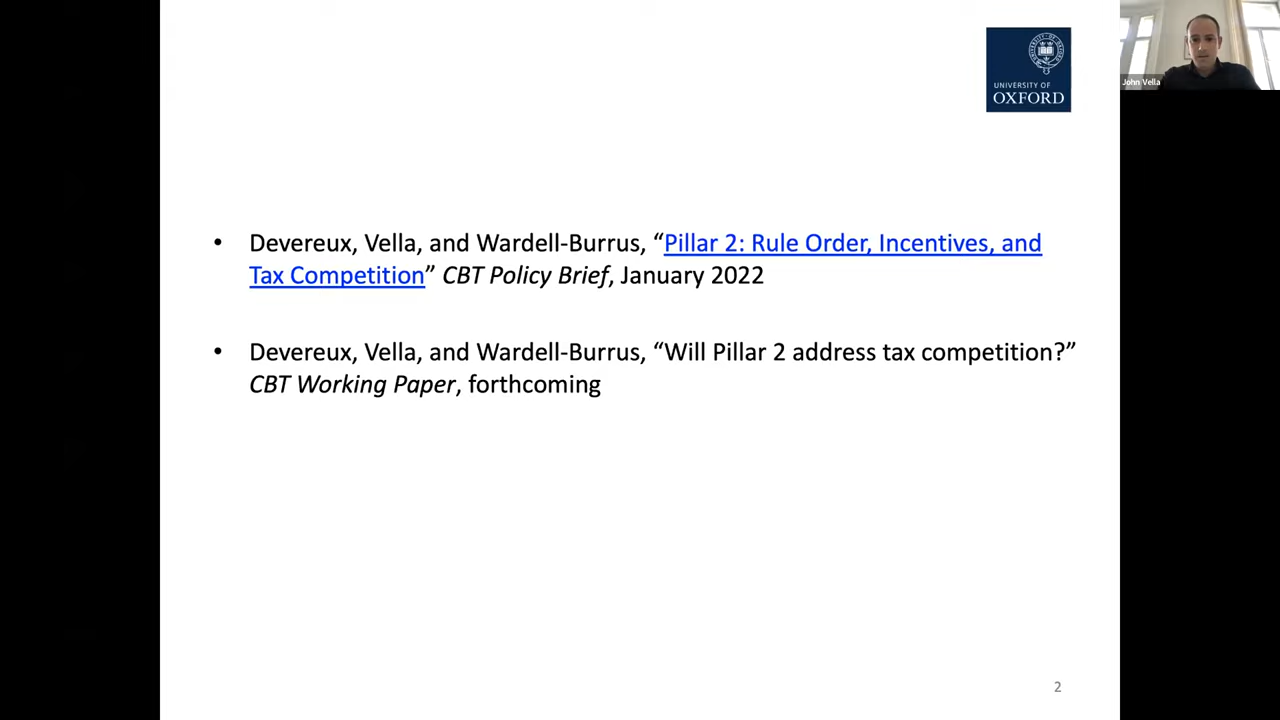 UNIVERSITY OF
OXFORD
John Vella
• Devereux, Vella, and Wardell-Burrus, “Pillar 2: Rule Order, Incentives, and
Tax Competition” CBT Policy Brief, January 2022
• Devereux, Vella, and Wardell-Burrus, “Will Pillar 2 address tax competition?”
CBT Working Paper, forthcoming
2